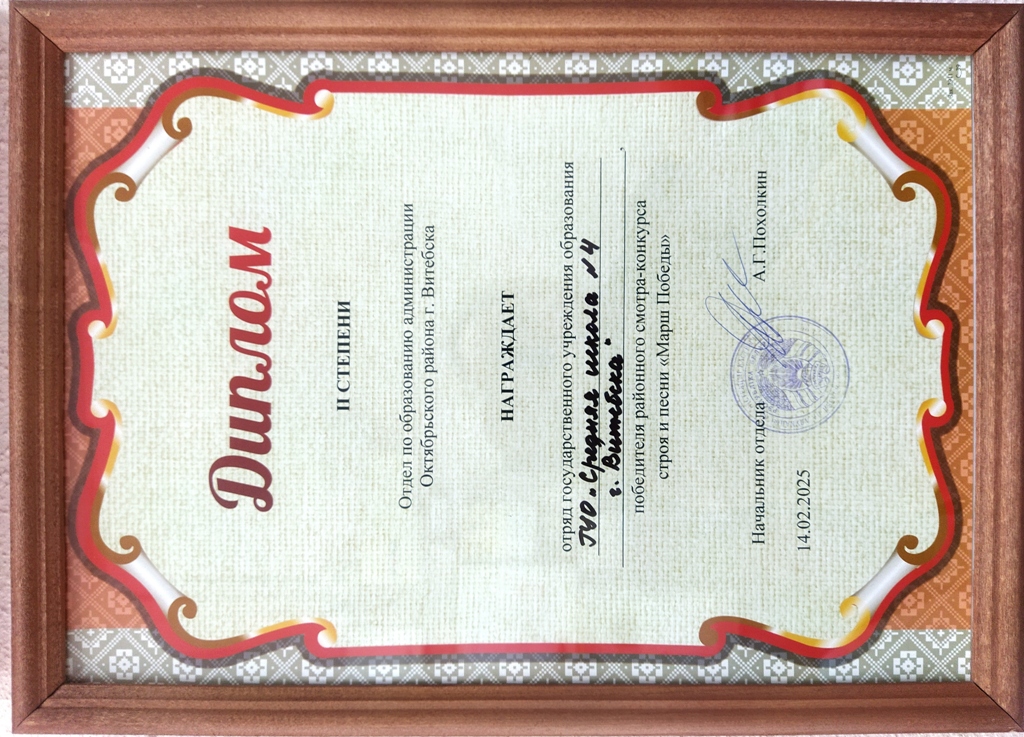 Диплом
II СТЕПЕНИ
Отдел по образованию администрации
Октябрьского района г. Витебска
НАГРАЖДАЕТ
отряд государственного учреждения образования
ГУО „Средняя школа №4
г. Витебска",
победителя районного смотра-конкурса
строя и песни «Марш Победы»
Начальник отдела А.Г.Похолкин
14.02.2025